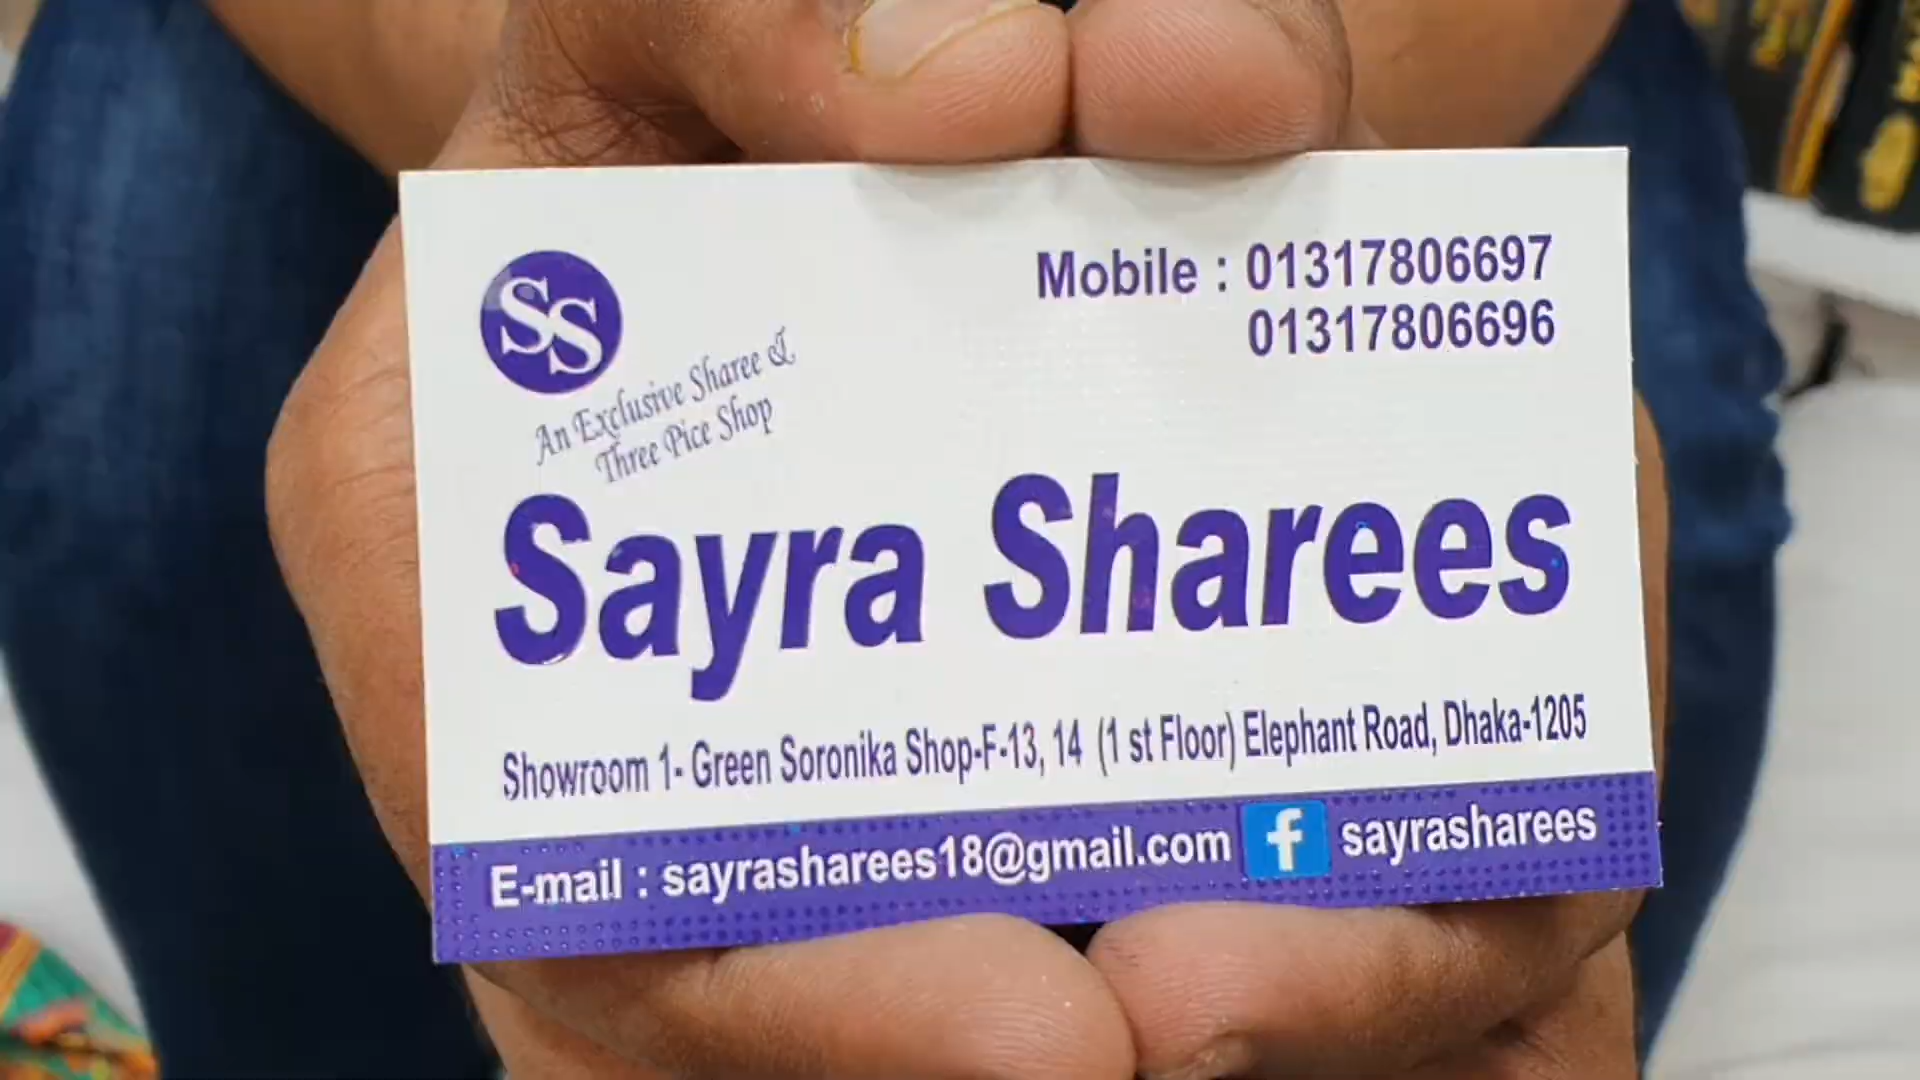 SS
An Exclusive Sharee &
Three Pice Shop
Mobile : 01317806697
01317806696
Sayra Sharees
Showroom 1- Green Soronika Shop-F-13, 14 (1 st Floor) Elephant Road, Dhaka-1205
E-mail : sayrasharees18@gmail.com f sayrasharees